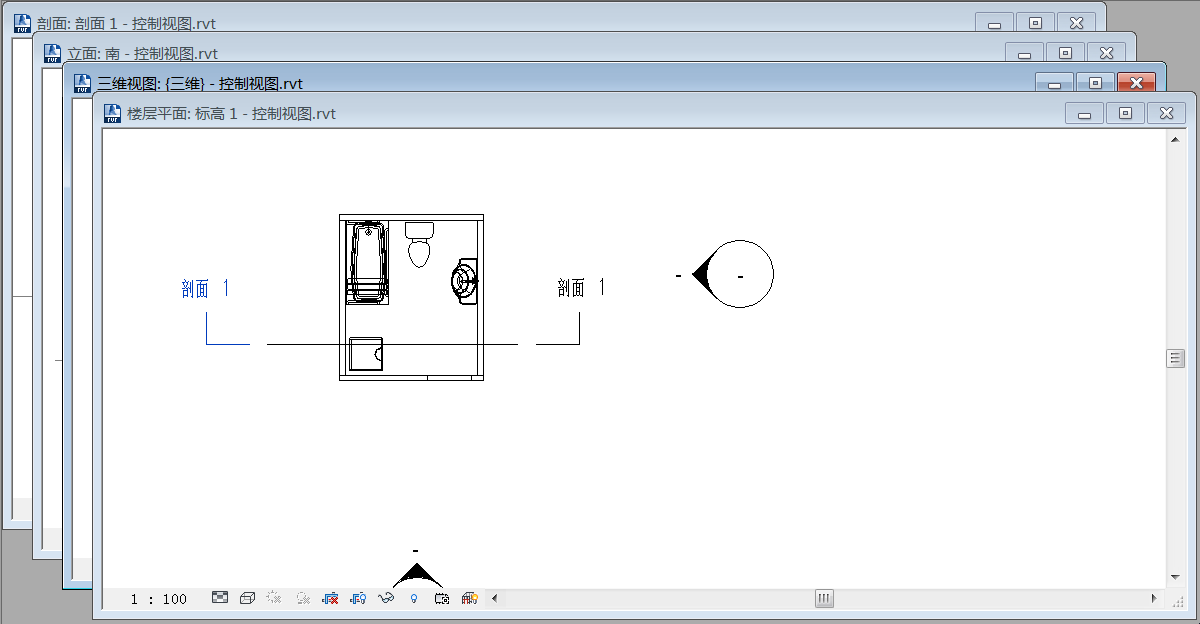 剖面: 剖面 1 - 控制视图.rvt
立面: 南 - 控制视图.rvt
三维视图: {三维} - 控制视图.rvt
楼层平面: 标高 1 - 控制视图.rvt
剖面 1
剖面 1
- -
-
1 : 100